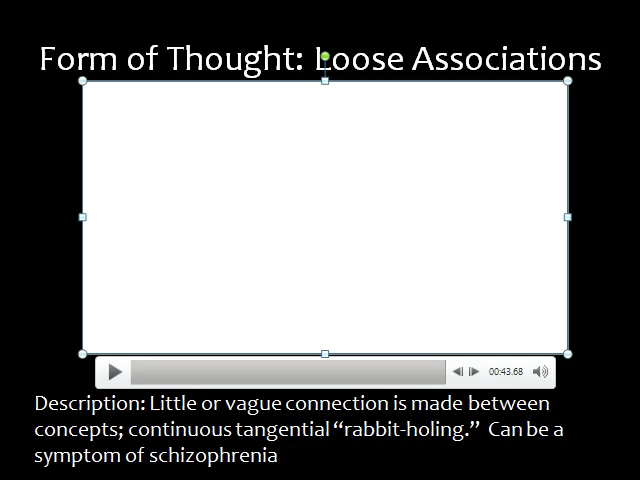 Form of Thought: Loose Associations
00:43.68
Description: Little or vague connection is made between
concepts; continuous tangential “rabbit-holing.”  Can be a
symptom of schizophrenia